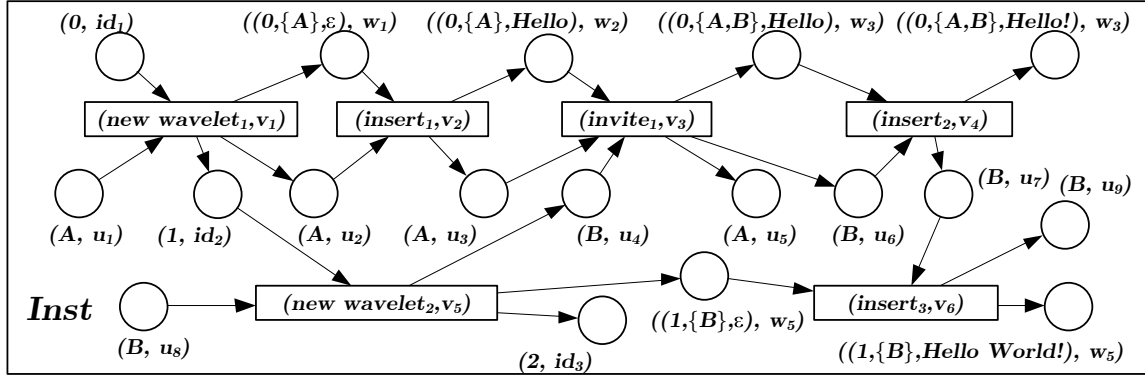 (0, id₁) ((0,{A},ε), w₁) ((0,{A},Hello), w₂) ((0,{A,B},Hello), w₃) ((0,{A,B},Hello!), w₃)
(new wavelet₁,v₁) (insert₁,v₂) (invite₁,v₃) (insert₂,v₄)
(B, u₇) (B, u₉)
(A, u₁) (1, id₂) (A, u₂) (A, u₃) (B, u₄) (A, u₅) (B, u₆)
Inst (new wavelet₂,v₅) (insert₃,v₆)
((1,{B},ε), w₅)
(B, u₈) (2, id₃) ((1,{B},Hello World!), w₅)